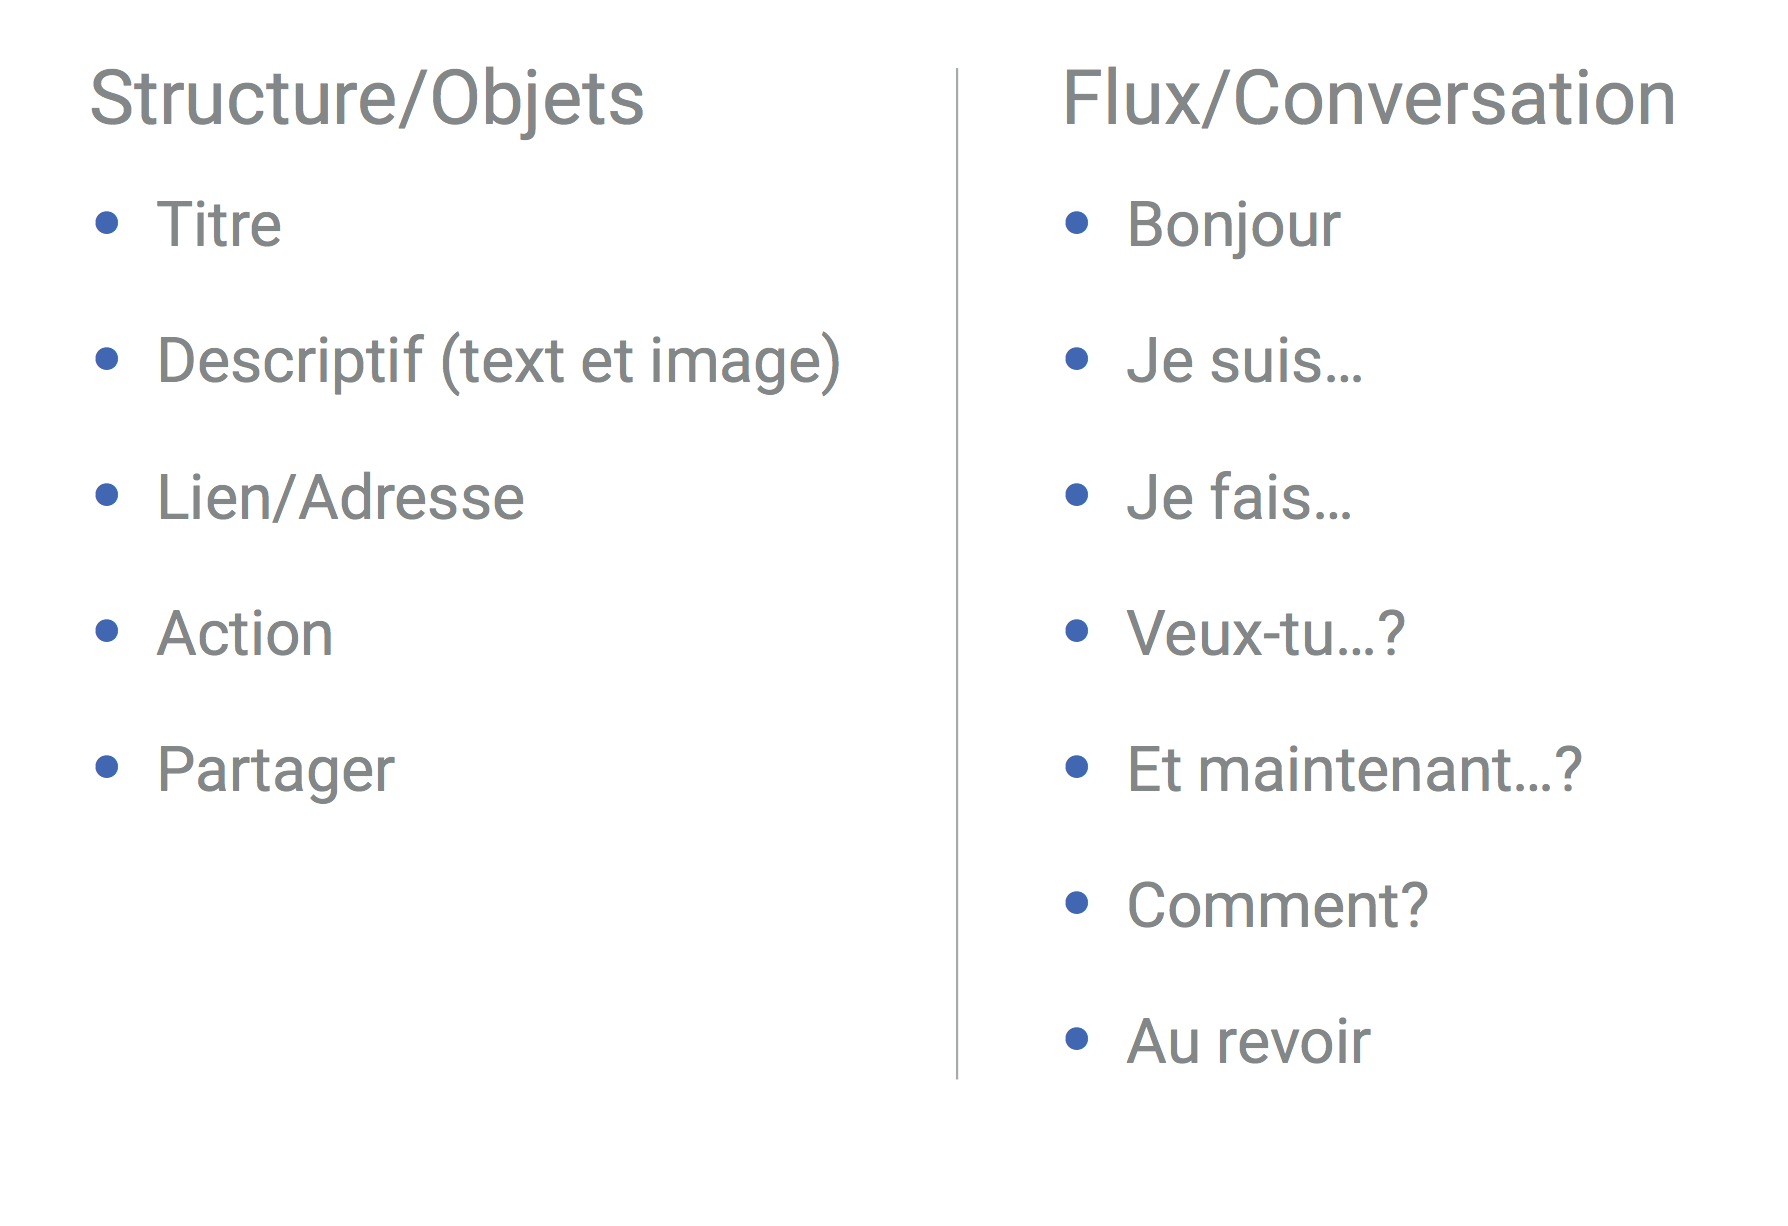 Structure/Objets
• Titre
• Descriptif (text et image)
• Lien/Adresse
• Action
• Partager
Flux/Conversation
• Bonjour
• Je suis…
• Je fais…
• Veux-tu…?
• Et maintenant…?
• Comment?
• Au revoir